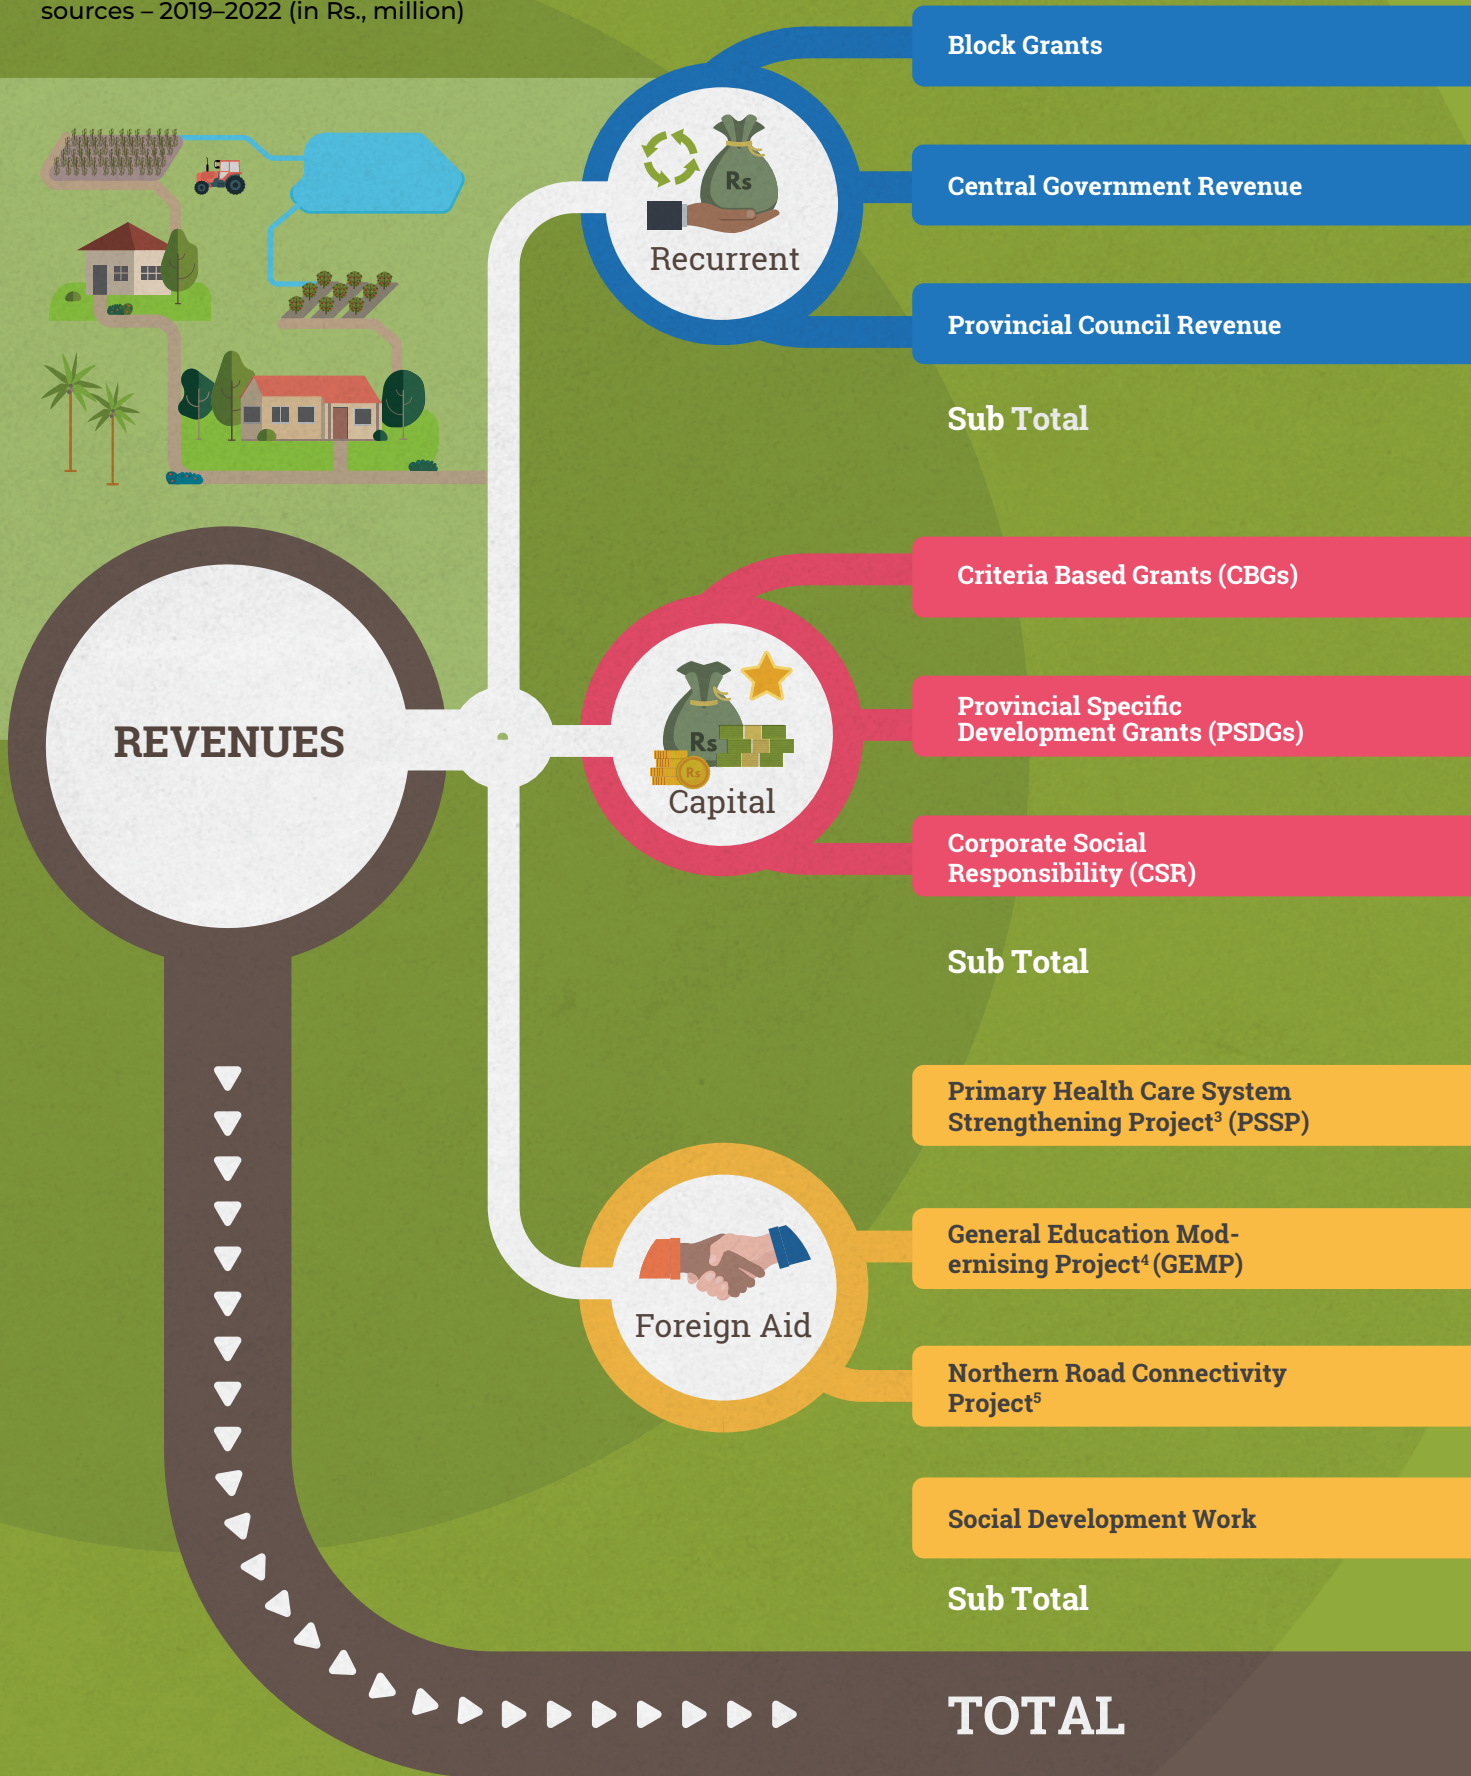 sources – 2019–2022 (in Rs., million)
Block Grants
Central Government Revenue
Rs
Recurrent
Provincial Council Revenue
Sub Total
Criteria Based Grants (CBGs)
Provincial Specific
Development Grants (PSDGs)
Rs
Rs
Capital
REVENUES
Corporate Social
Responsibility (CSR)
Sub Total
Primary Health Care System
Strengthening Project³ (PSSP)
General Education Mod-
ernising Project⁴ (GEMP)
Foreign Aid
Northern Road Connectivity
Project⁵
Social Development Work
Sub Total
TOTAL